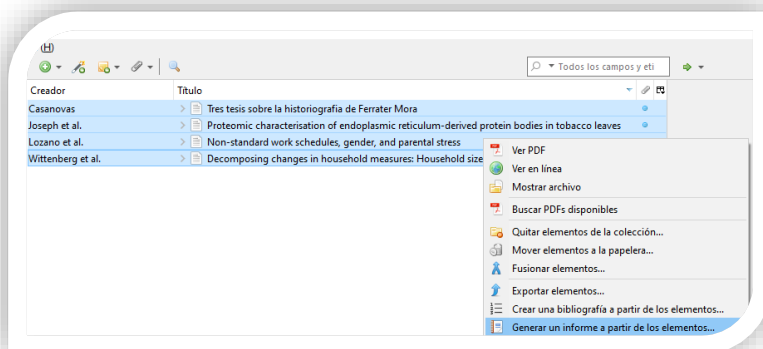 (H)
Todos los campos y eti
Creador Título
Casanovas Tres tesis sobre la historiografia de Ferrater Mora
Joseph et al. Proteomic characterisation of endoplasmic reticulum-derived protein bodies in tobacco leaves
Lozano et al. Non-standard work schedules, gender, and parental stress
Wittenberg et al. Decomposing changes in household measures: Household size
Ver PDF
Ver en línea
Mostrar archivo
Buscar PDFs disponibles
Quitar elementos de la colección...
Mover elementos a la papelera...
Fusionar elementos...
Exportar elementos...
Crear una bibliografía a partir de los elementos...
Generar un informe a partir de los elementos...